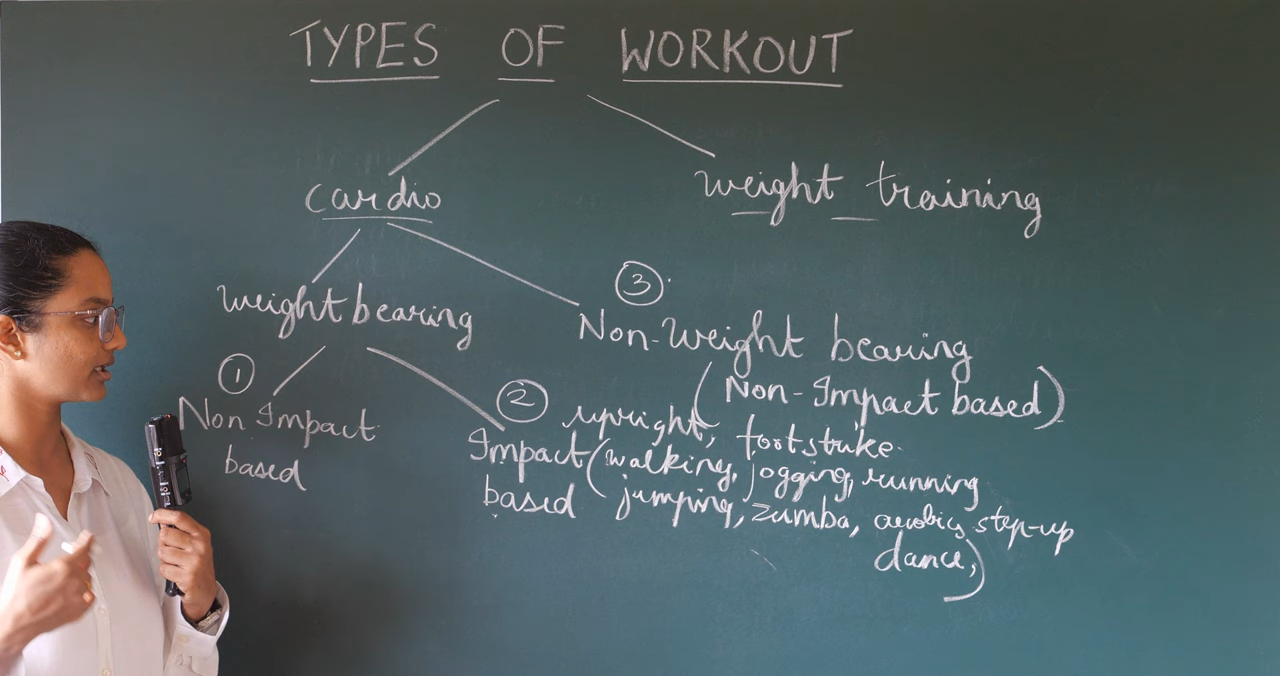 TYPES OF WORKOUT
cardio
weight training
weight bearing
③
Non-Weight bearing
(Non-Impact based)
①
Non Impact
based
②
Impact
based
upright, footstrike
(walking, jogging, running
jumping, zumba, aerobics, step-up
dance,)